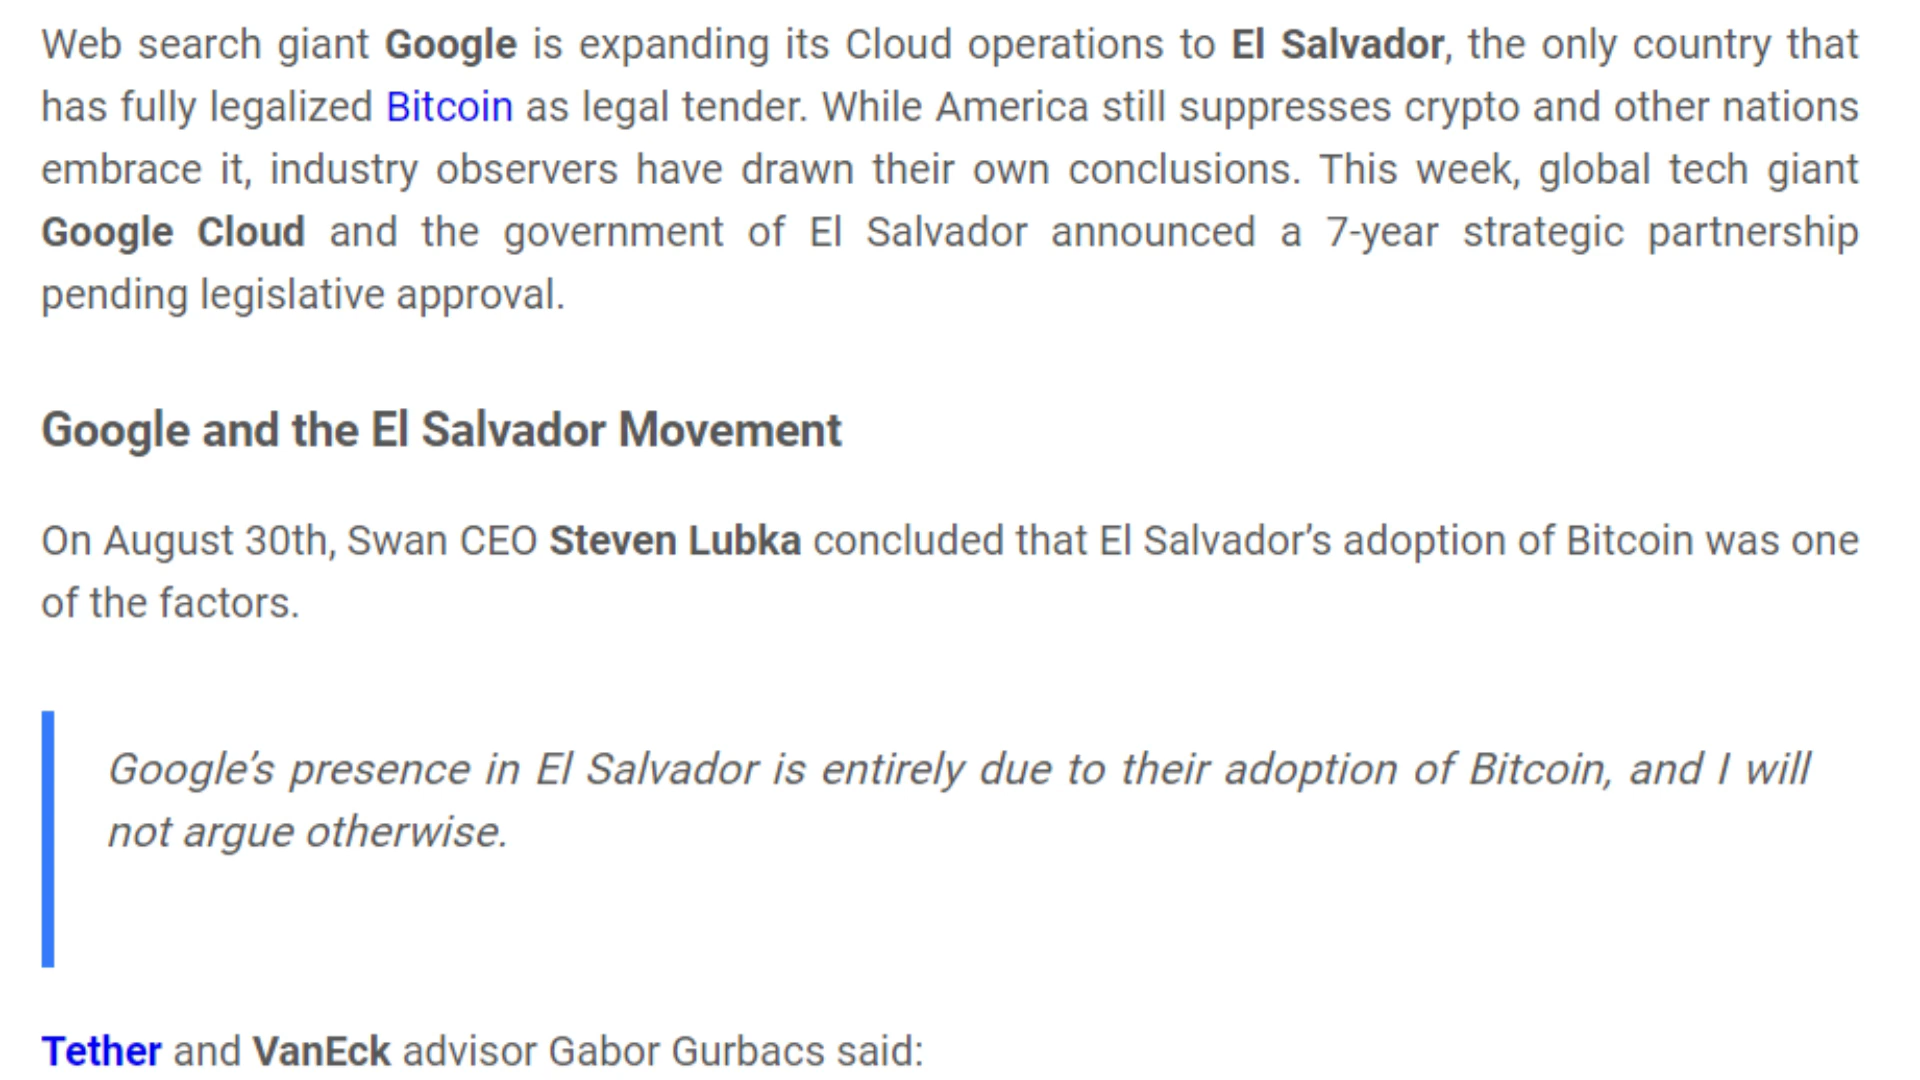 Web search giant Google is expanding its Cloud operations to El Salvador, the only country that
has fully legalized Bitcoin as legal tender. While America still suppresses crypto and other nations
embrace it, industry observers have drawn their own conclusions. This week, global tech giant
Google Cloud and the government of El Salvador announced a 7-year strategic partnership
pending legislative approval.
Google and the El Salvador Movement
On August 30th, Swan CEO Steven Lubka concluded that El Salvador’s adoption of Bitcoin was one
of the factors.
Google’s presence in El Salvador is entirely due to their adoption of Bitcoin, and I will
not argue otherwise.
Tether and VanEck advisor Gabor Gurbacs said: